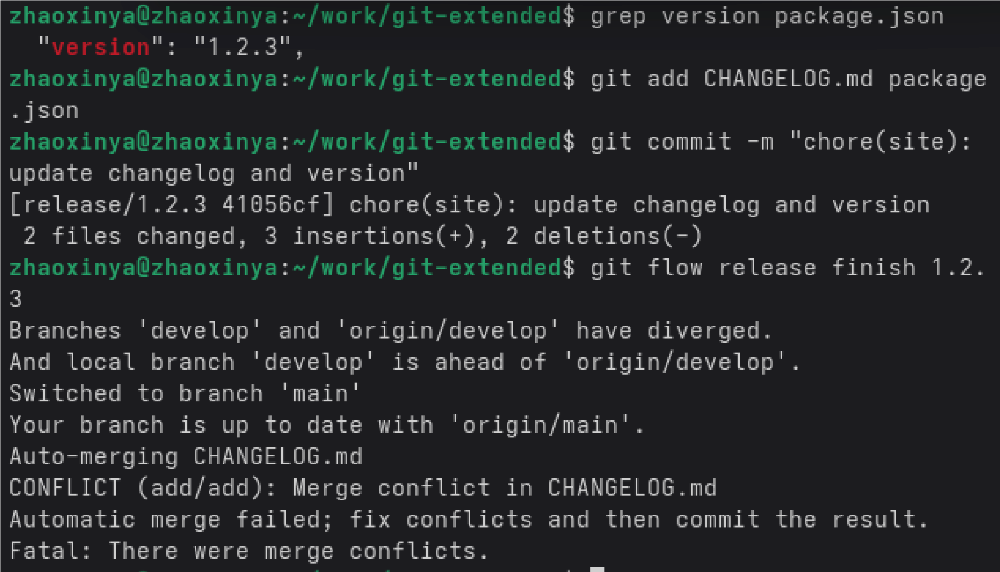 zhaoxinya@zhaoxinya:~/work/git-extended$ grep version package.json
  "version": "1.2.3",
zhaoxinya@zhaoxinya:~/work/git-extended$ git add CHANGELOG.md package
.json
zhaoxinya@zhaoxinya:~/work/git-extended$ git commit -m "chore(site):
update changelog and version"
[release/1.2.3 41056cf] chore(site): update changelog and version
 2 files changed, 3 insertions(+), 2 deletions(-)
zhaoxinya@zhaoxinya:~/work/git-extended$ git flow release finish 1.2.
3
Branches 'develop' and 'origin/develop' have diverged.
And local branch 'develop' is ahead of 'origin/develop'.
Switched to branch 'main'
Your branch is up to date with 'origin/main'.
Auto-merging CHANGELOG.md
CONFLICT (add/add): Merge conflict in CHANGELOG.md
Automatic merge failed; fix conflicts and then commit the result.
Fatal: There were merge conflicts.